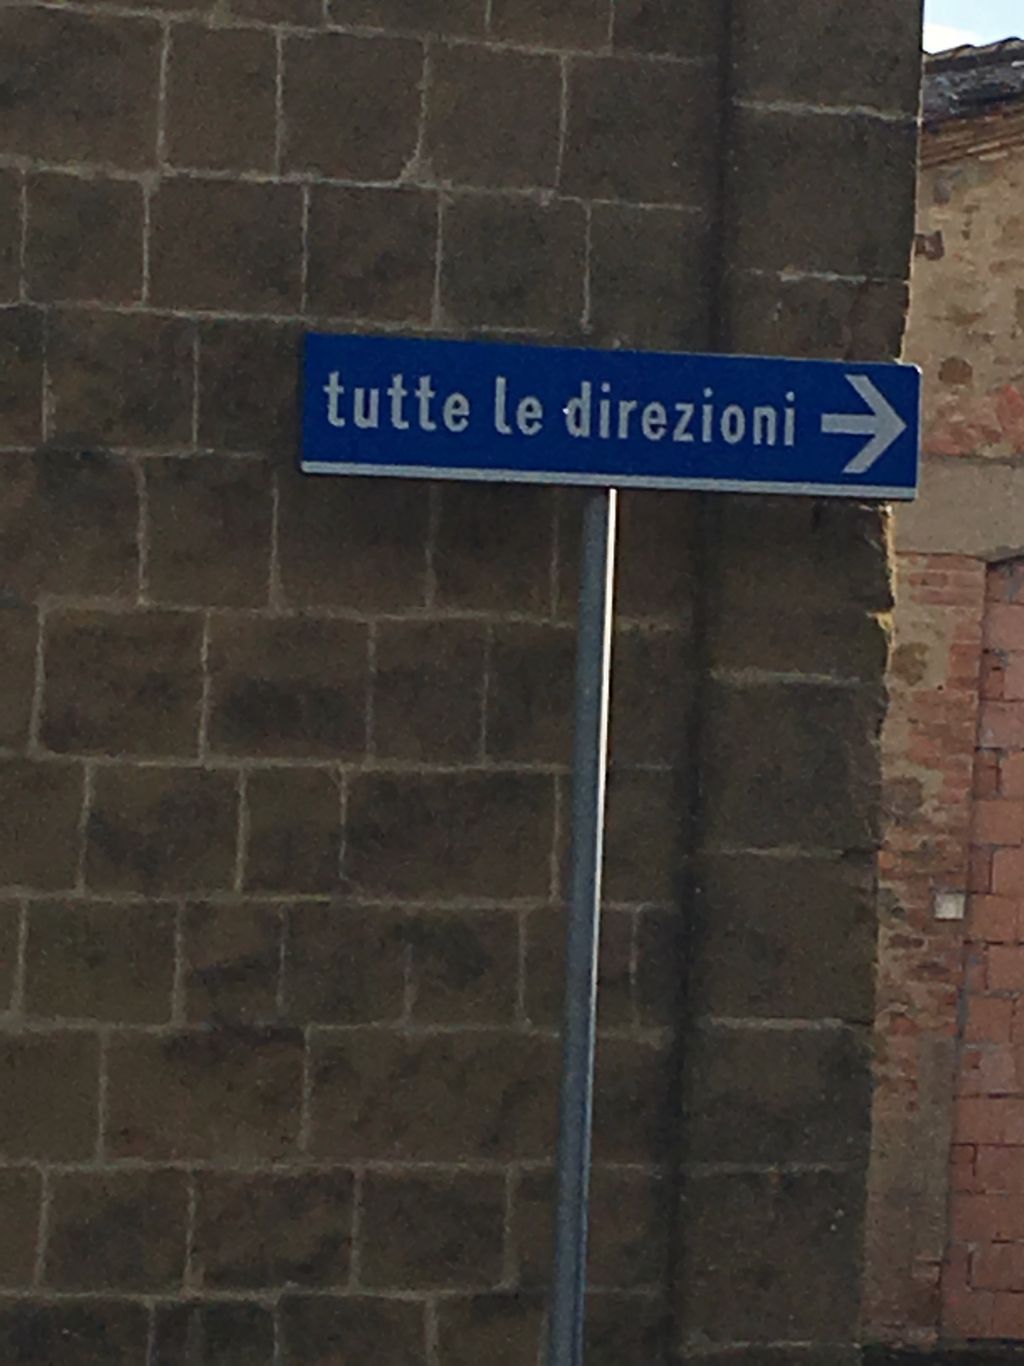 tutte le direzioni